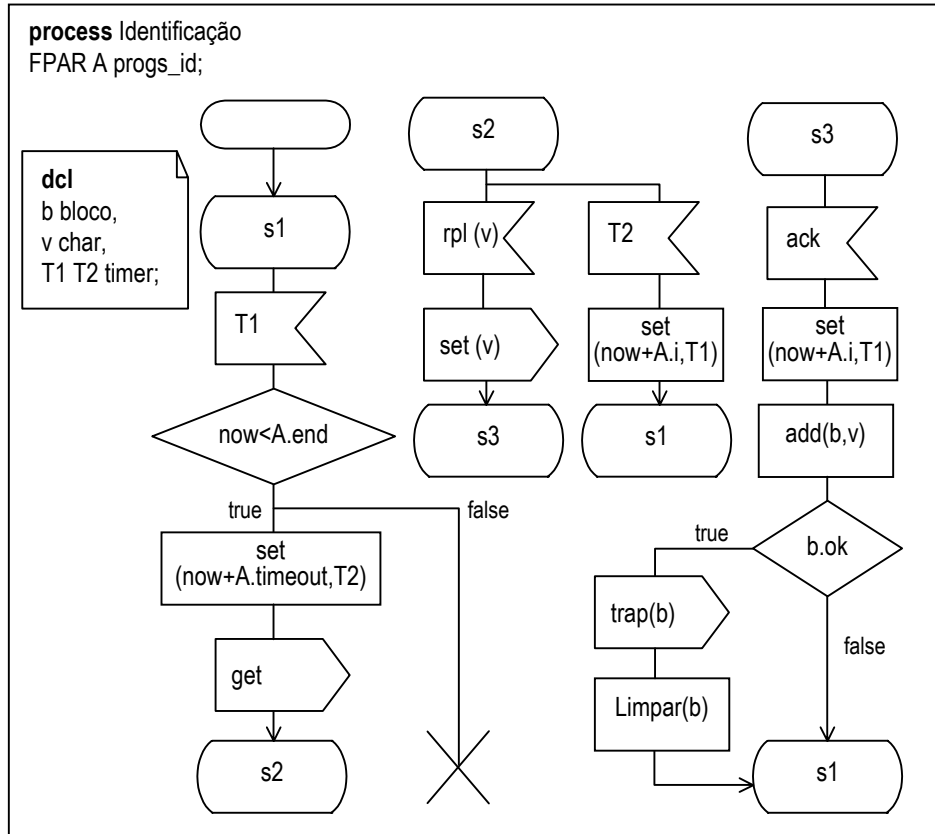 process Identificação
FPAR A progs_id;
dcl
b bloco,
v char,
T1 T2 timer;
s1
T1
now<A.end
true
false
set
(now+A.timeout,T2)
get
s2
s2
rpl (v)
set (v)
s3
T2
set
(now+A.i,T1)
s1
s3
ack
set
(now+A.i,T1)
add(b,v)
b.ok
true
trap(b)
Limpar(b)
false
s1